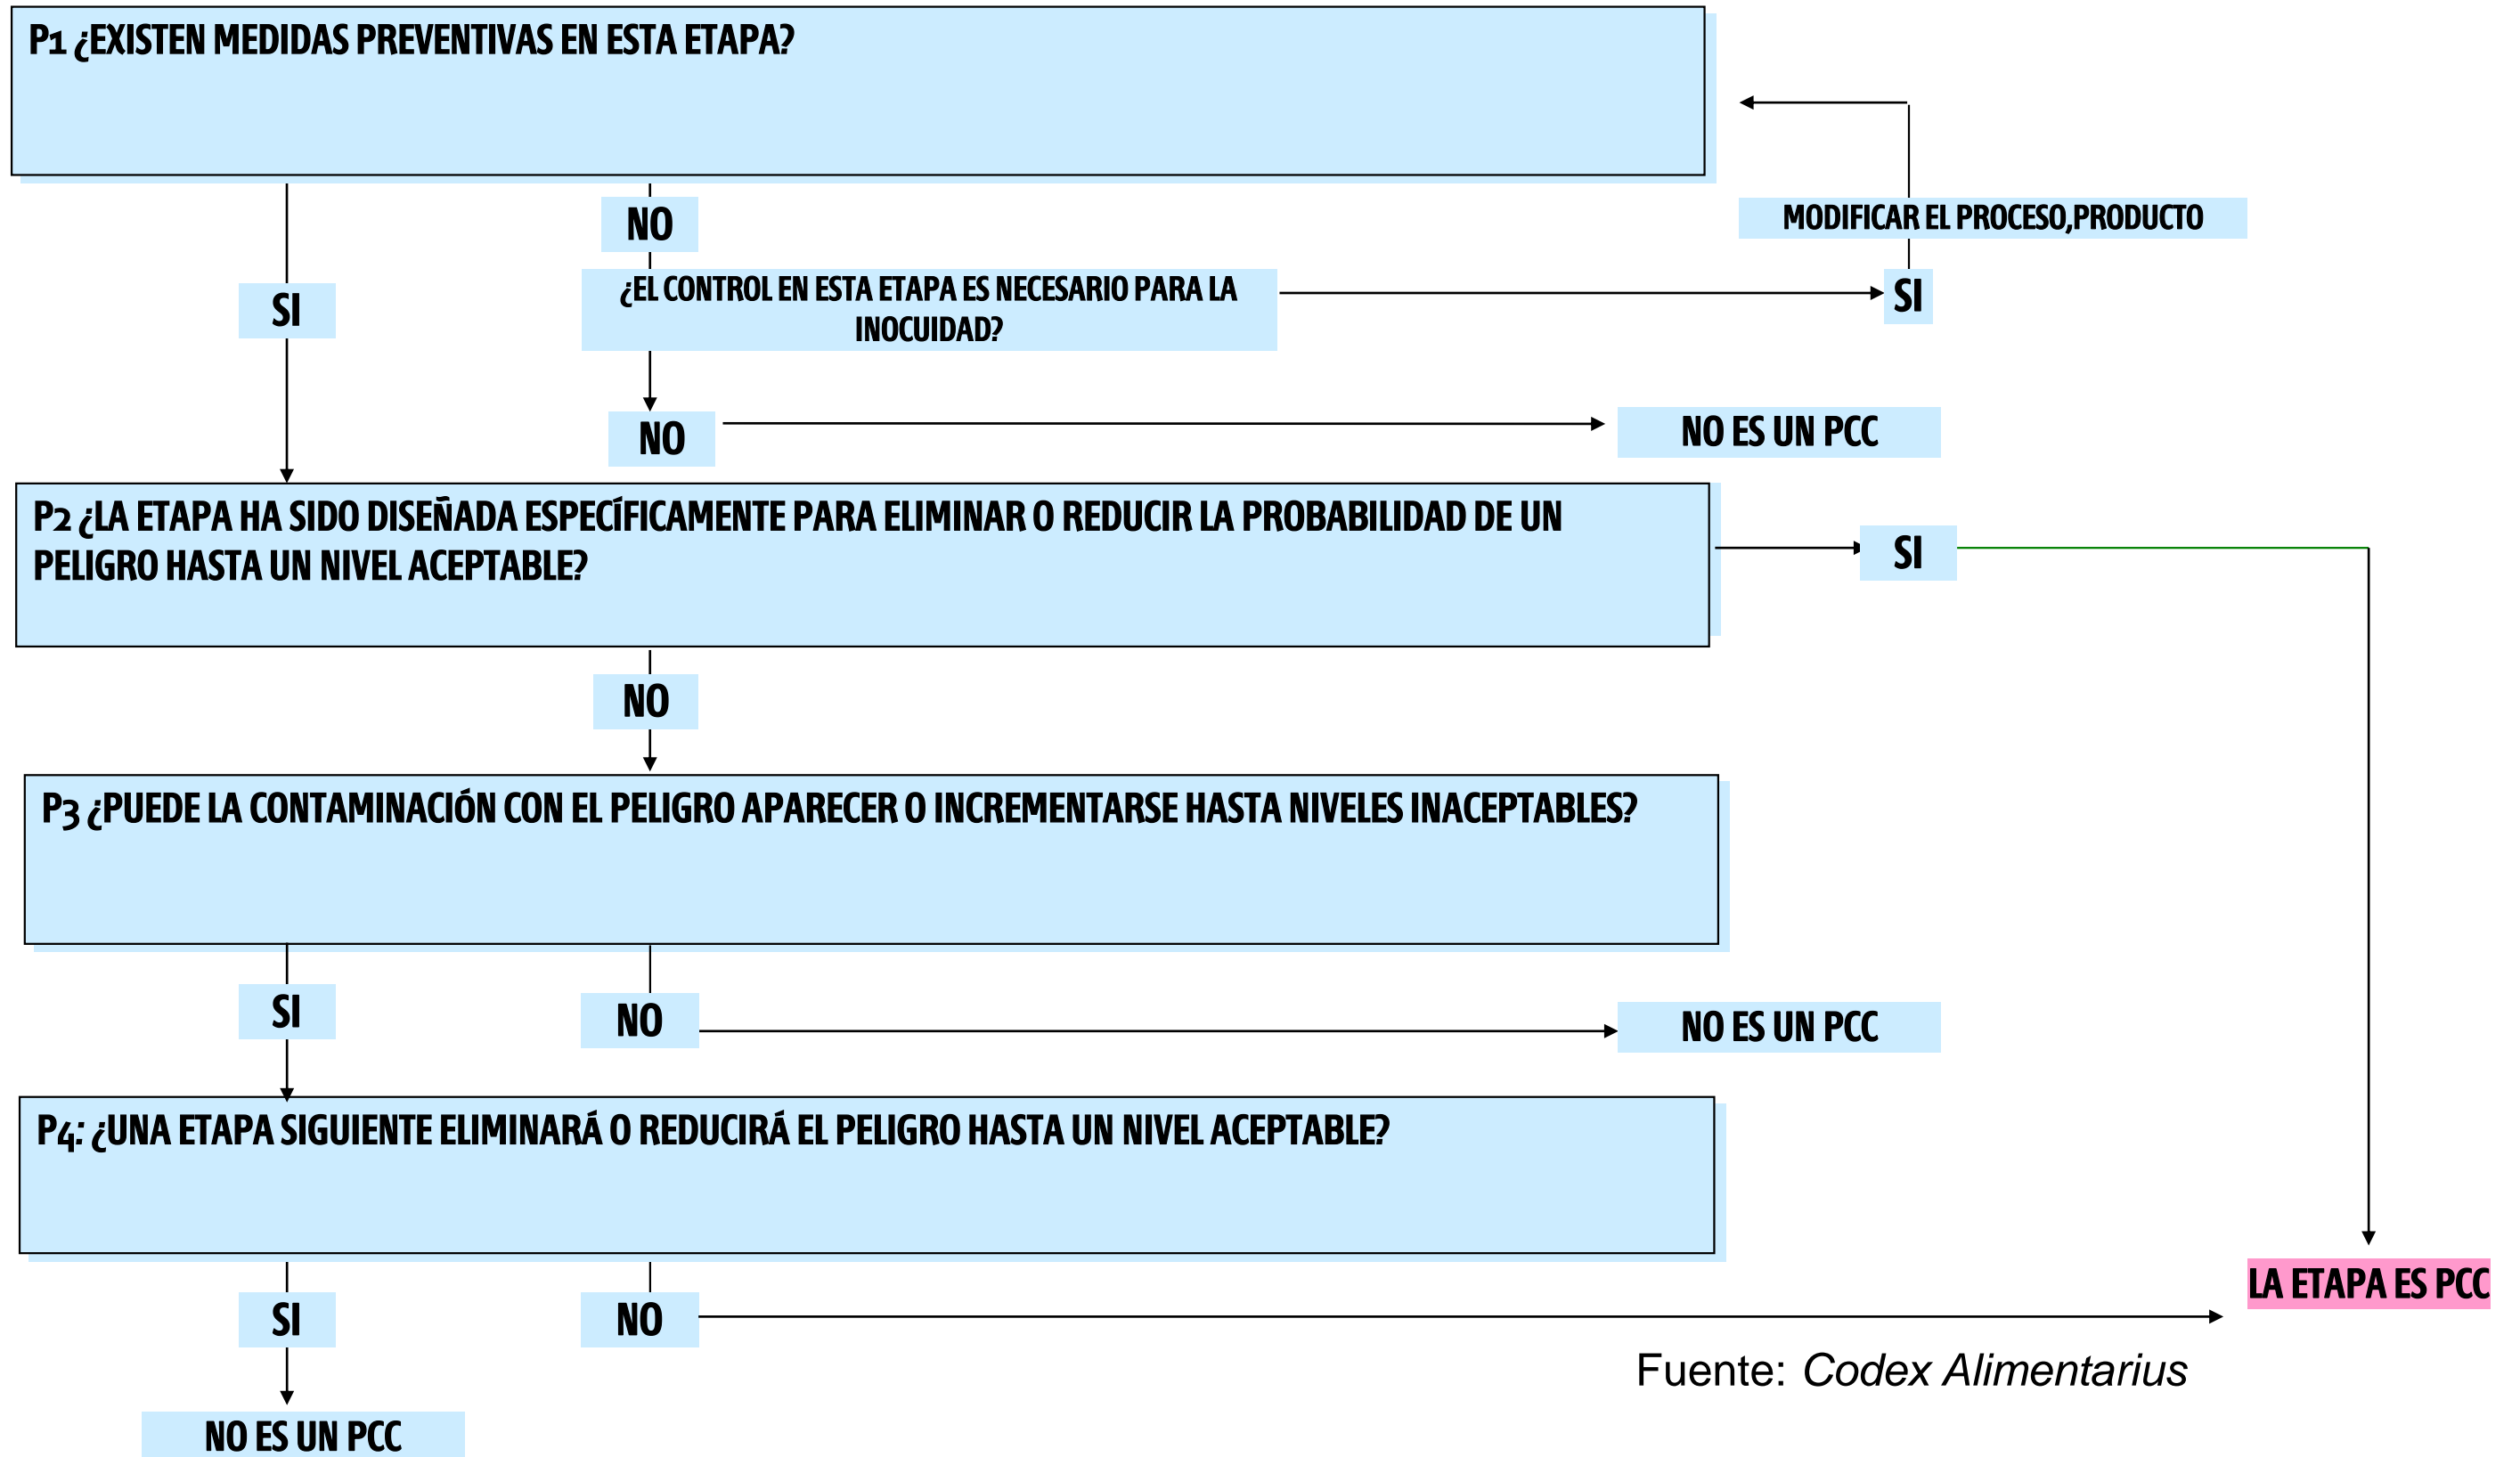 P1 ¿EXISTEN MEDIDAS PREVENTIVAS EN ESTA ETAPA?
NO
MODIFICAR EL PROCESO,PRODUCTO
SI
¿EL CONTROL EN ESTA ETAPA ES NECESARIO PARA LA
INOCUIDAD?
SI
NO
NO ES UN PCC
P2 ¿LA ETAPA HA SIDO DISEÑADA ESPECÍFICAMENTE PARA ELIMINAR O REDUCIR LA PROBABILIDAD DE UN
PELIGRO HASTA UN NIVEL ACEPTABLE?
SI
NO
P3 ¿PUEDE LA CONTAMINACIÓN CON EL PELIGRO APARECER O INCREMENTARSE HASTA NIVELES INACEPTABLES?
SI
NO
NO ES UN PCC
P4: ¿UNA ETAPA SIGUIENTE ELIMINARÁ O REDUCIRÁ EL PELIGRO HASTA UN NIVEL ACEPTABLE?
SI
NO
LA ETAPA ES PCC
Fuente: Codex Alimentarius
NO ES UN PCC